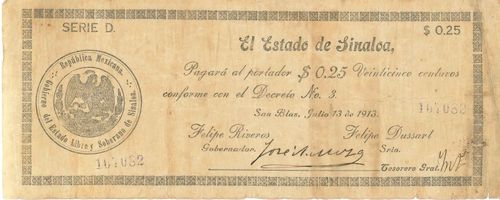 SERIE D.
$ 0.25
El Estado de Sinaloa,
Pagará al portador $ 0.25 Veinticinco centavos
conforme con el Decreto No. 3.
San Blas, Julio 13 de 1913.
167082
Felipe Riveros
Felipe Dussart
Gobernador.
Srio.
Tesorero Gral.
República Mexicana.
Gobierno del Estado Libre y Soberano de Sinaloa
167082